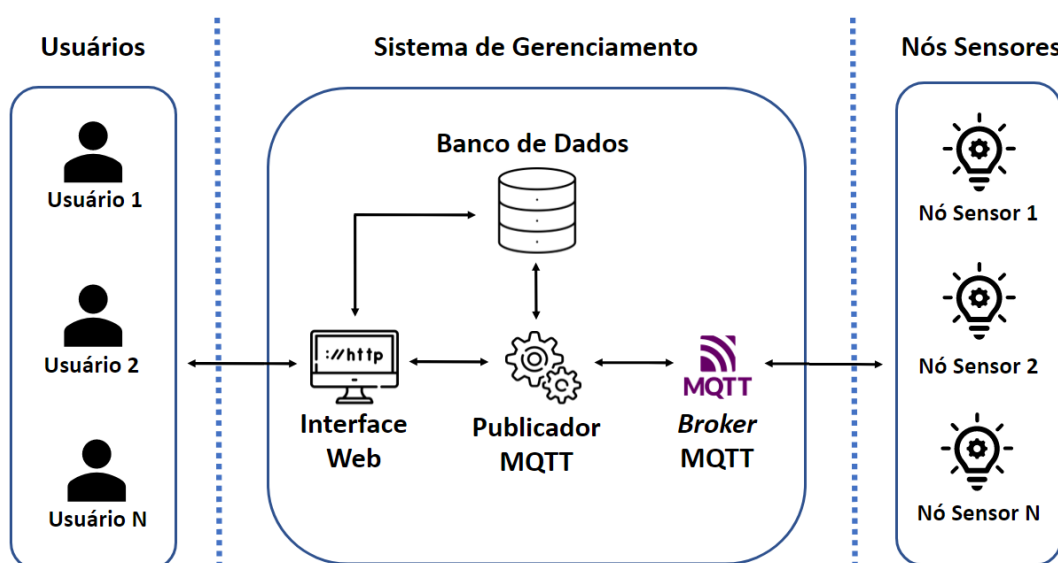 Usuários
Sistema de Gerenciamento
Nós Sensores
Usuário 1
Usuário 2
Usuário N
Banco de Dados
://http
Interface
Web
Publicador
MQTT
MQTT
Broker
MQTT
Nó Sensor 1
Nó Sensor 2
Nó Sensor N